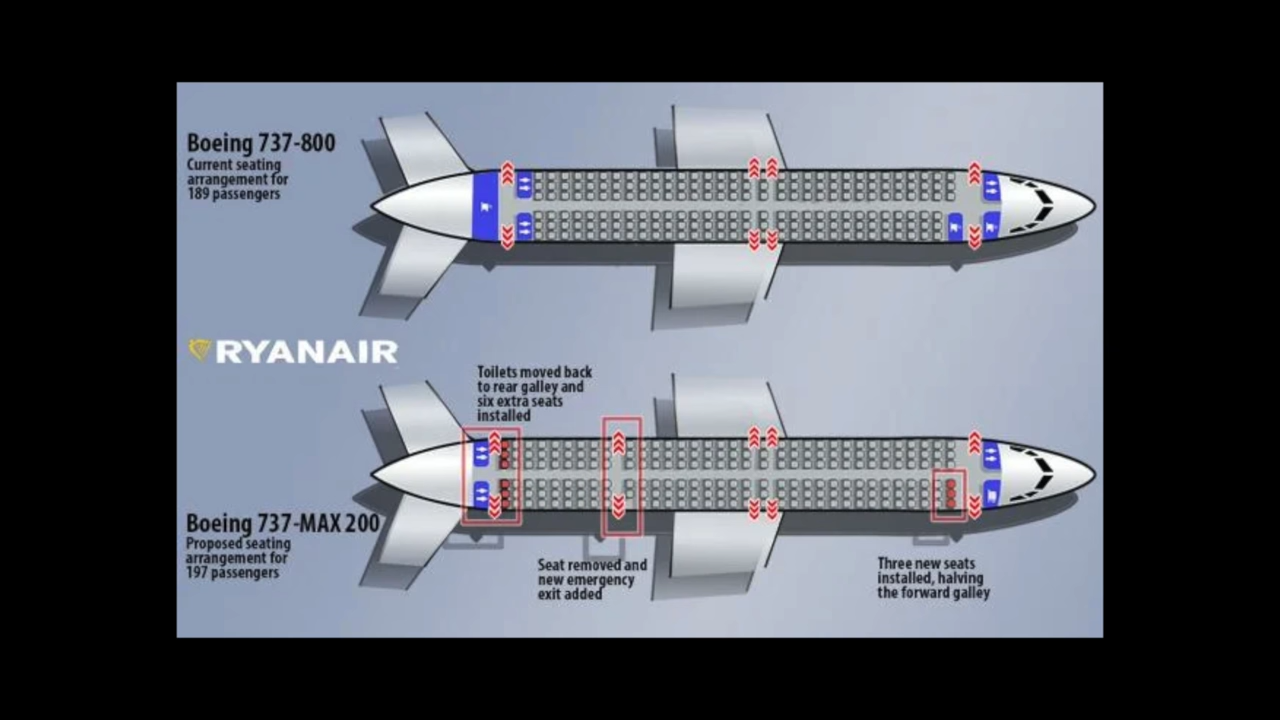 Boeing 737-800
Current seating
arrangement for
189 passengers
RYANAIR
Toilets moved back
to rear galley and
six extra seats
installed
Boeing 737-MAX 200
Proposed seating
arrangement for
197 passengers
Seat removed and
new emergency
exit added
Three new seats
installed, halving
the forward galley